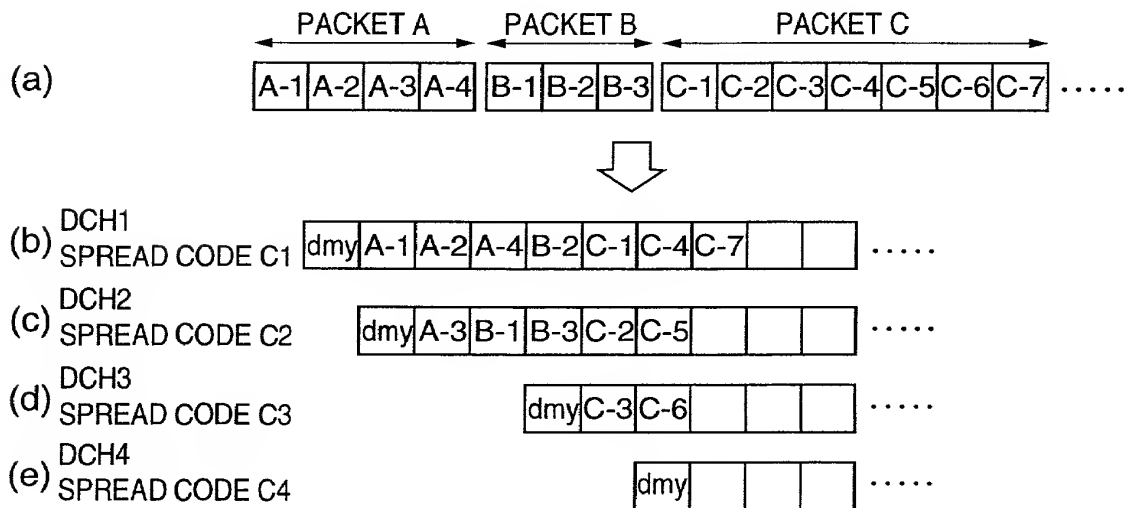 PACKET A PACKET B PACKET C
(a) A-1 A-2 A-3 A-4 B-1 B-2 B-3 C-1 C-2 C-3 C-4 C-5 C-6 C-7 .....
(b) DCH1
SPREAD CODE C1 dmy A-1 A-2 A-4 B-2 C-1 C-4 C-7 .....
(c) DCH2
SPREAD CODE C2 dmy A-3 B-1 B-3 C-2 C-5 .....
(d) DCH3
SPREAD CODE C3 dmy C-3 C-6 .....
(e) DCH4
SPREAD CODE C4 dmy .....